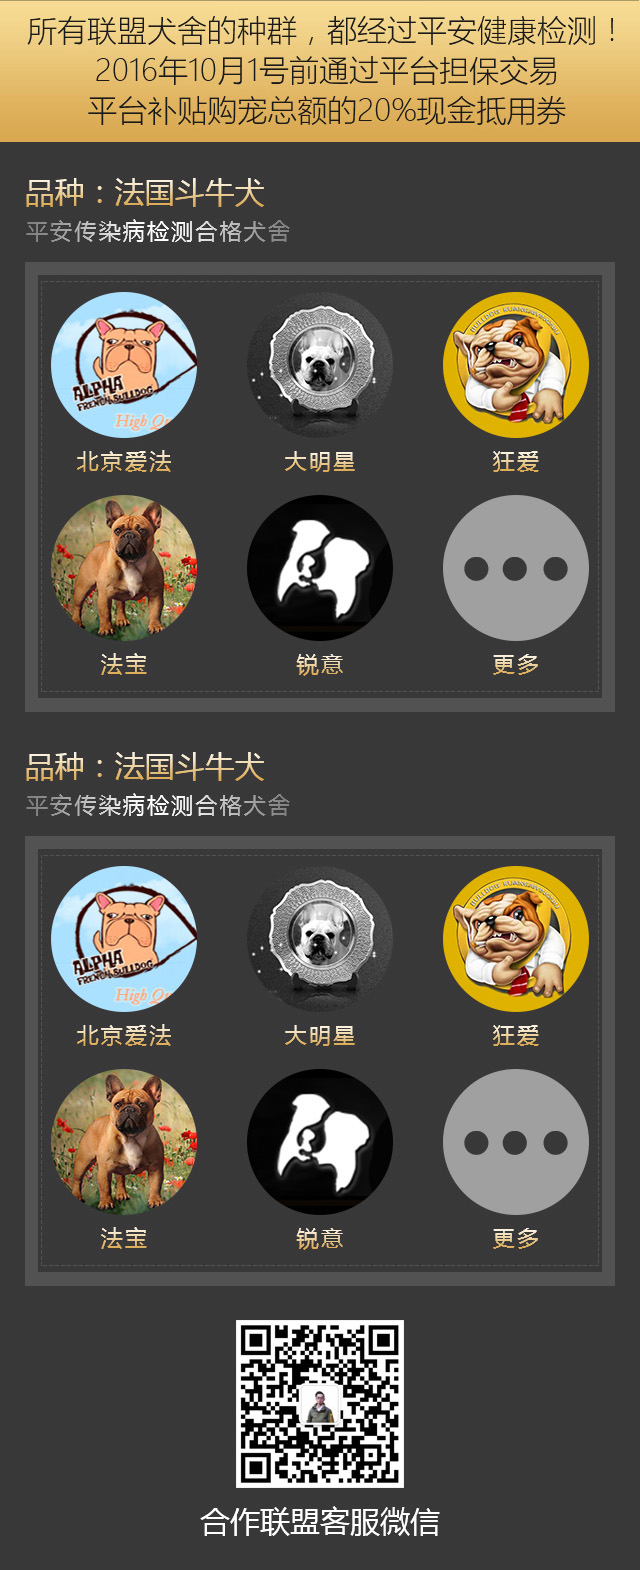 所有联盟犬舍的种群，都经过平安健康检测！
2016年10月1号前通过平台担保交易
平台补贴购宠总额的20%现金抵用券
品种：法国斗牛犬
平安传染病检测合格犬舍
ALPHA
FRENCH BULLDOG
High Qu
北京爱法
大明星
狂爱
法宝
锐意
更多
品种：法国斗牛犬
平安传染病检测合格犬舍
ALPHA
FRENCH BULLDOG
High Qu
北京爱法
大明星
狂爱
法宝
锐意
更多
合作联盟客服微信